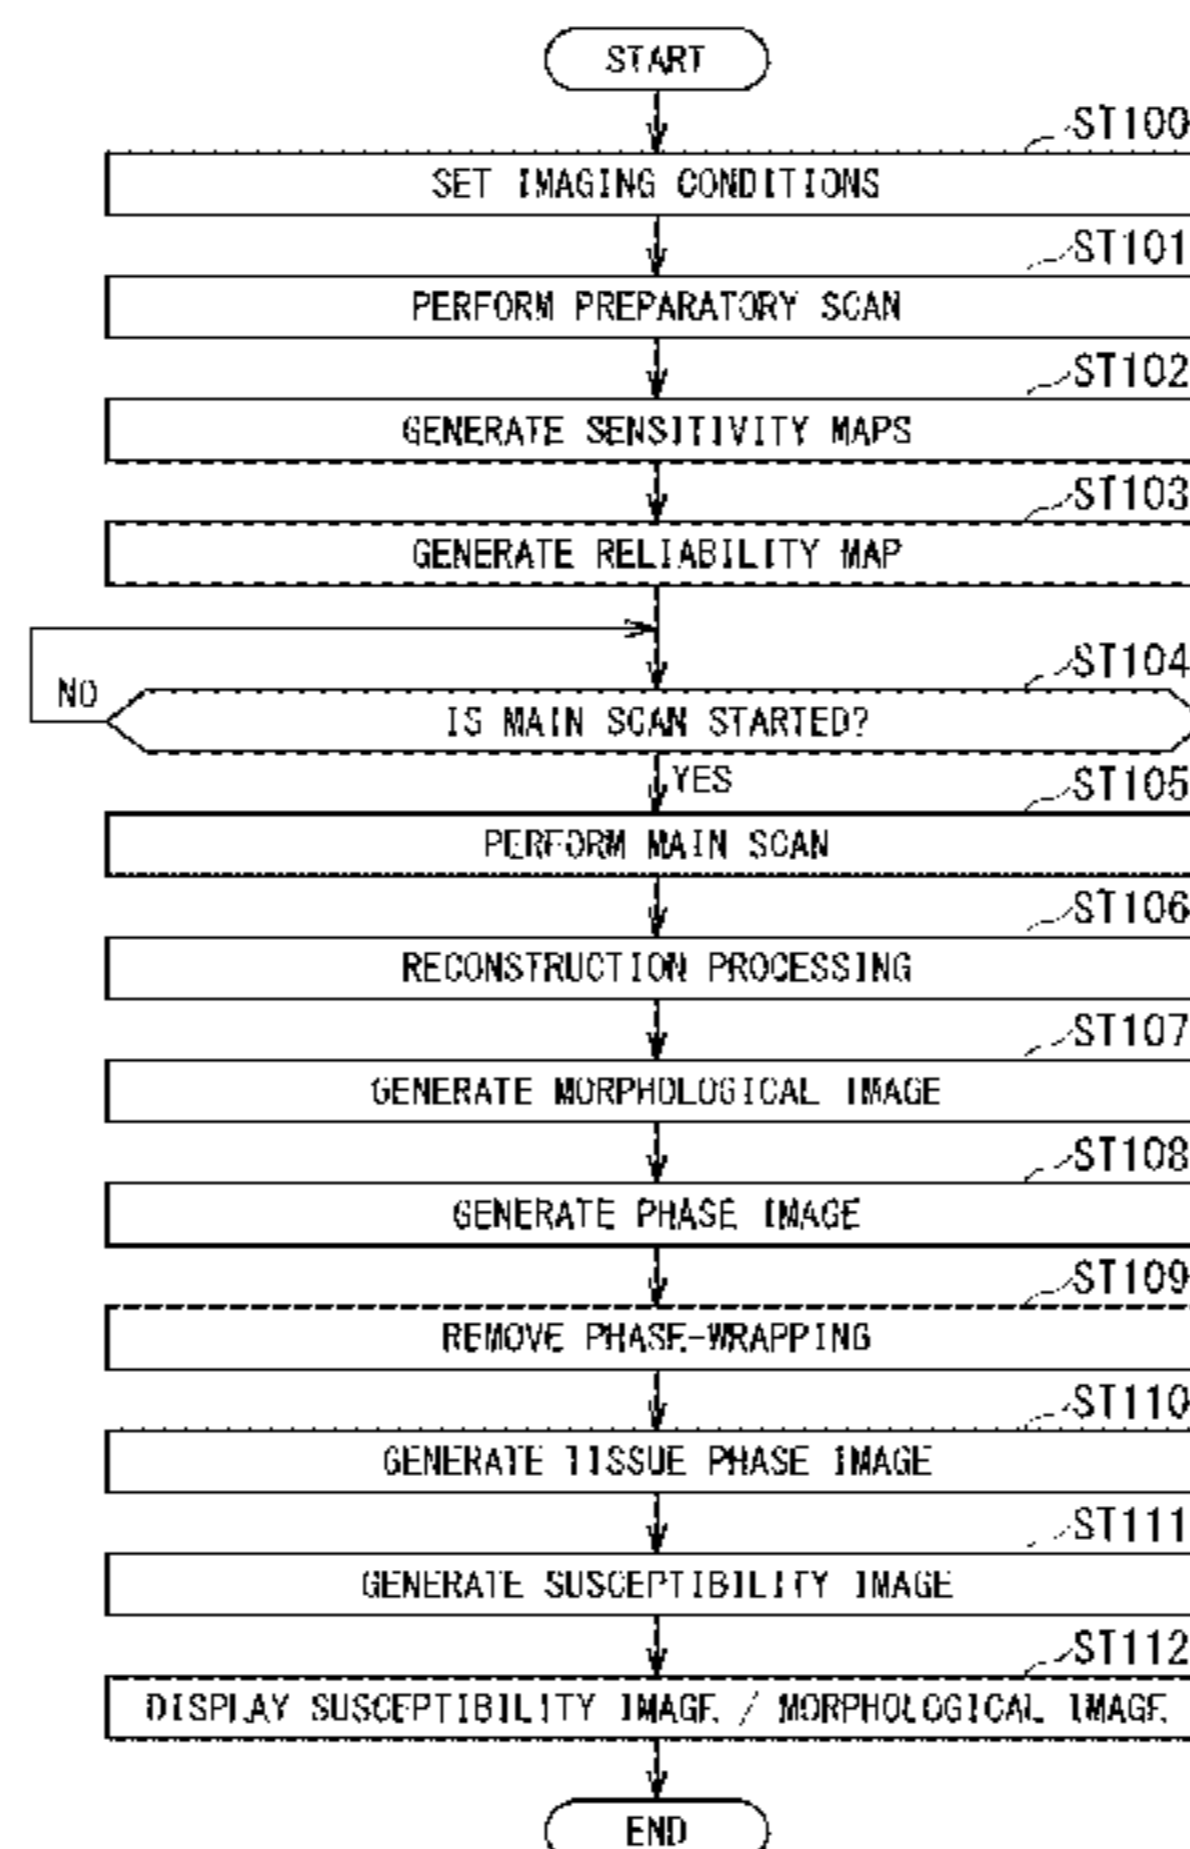 START
ST100
SET IMAGING CONDITIONS
ST101
PERFORM PREPARATORY SCAN
ST102
GENERATE SENSITIVITY MAPS
ST103
GENERATE RELIABILITY MAP
ST104
NO
IS MAIN SCAN STARTED?
YES
ST105
PERFORM MAIN SCAN
ST106
RECONSTRUCTION PROCESSING
ST107
GENERATE MORPHOLOGICAL IMAGE
ST108
GENERATE PHASE IMAGE
ST109
REMOVE PHASE-WRAPPING
ST110
GENERATE TISSUE PHASE IMAGE
ST111
GENERATE SUSCEPTIBILITY IMAGE
ST112
DISPLAY SUSCEPTIBILITY IMAGE / MORPHOLOGICAL IMAGE
END